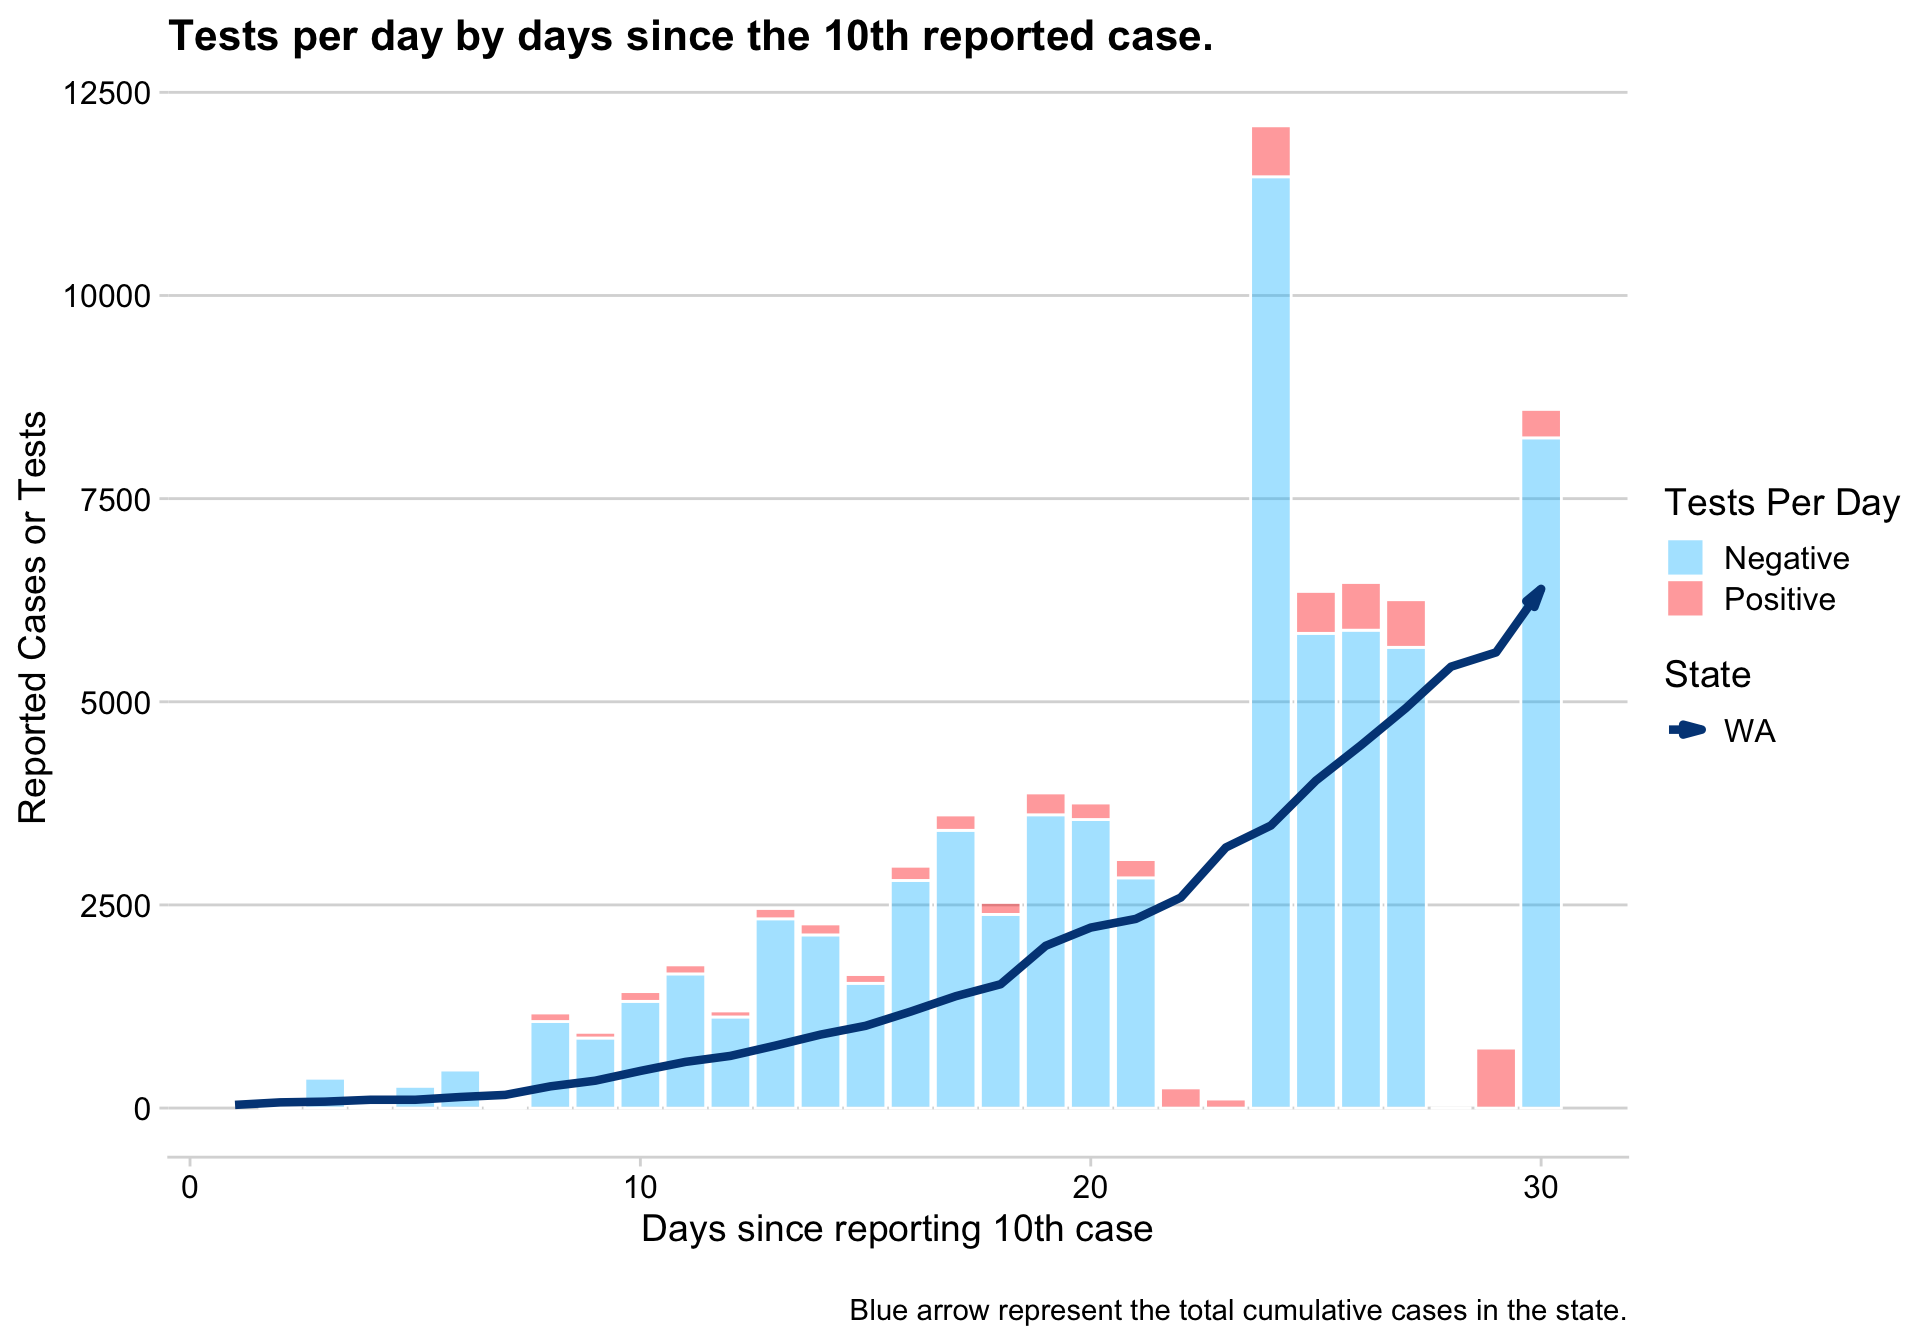 Tests per day by days since the 10th reported case.
12500
10000
7500
5000
2500
0
Reported Cases or Tests
0 10 20 30
Days since reporting 10th case
Tests Per Day
Negative
Positive
State
WA
Blue arrow represent the total cumulative cases in the state.